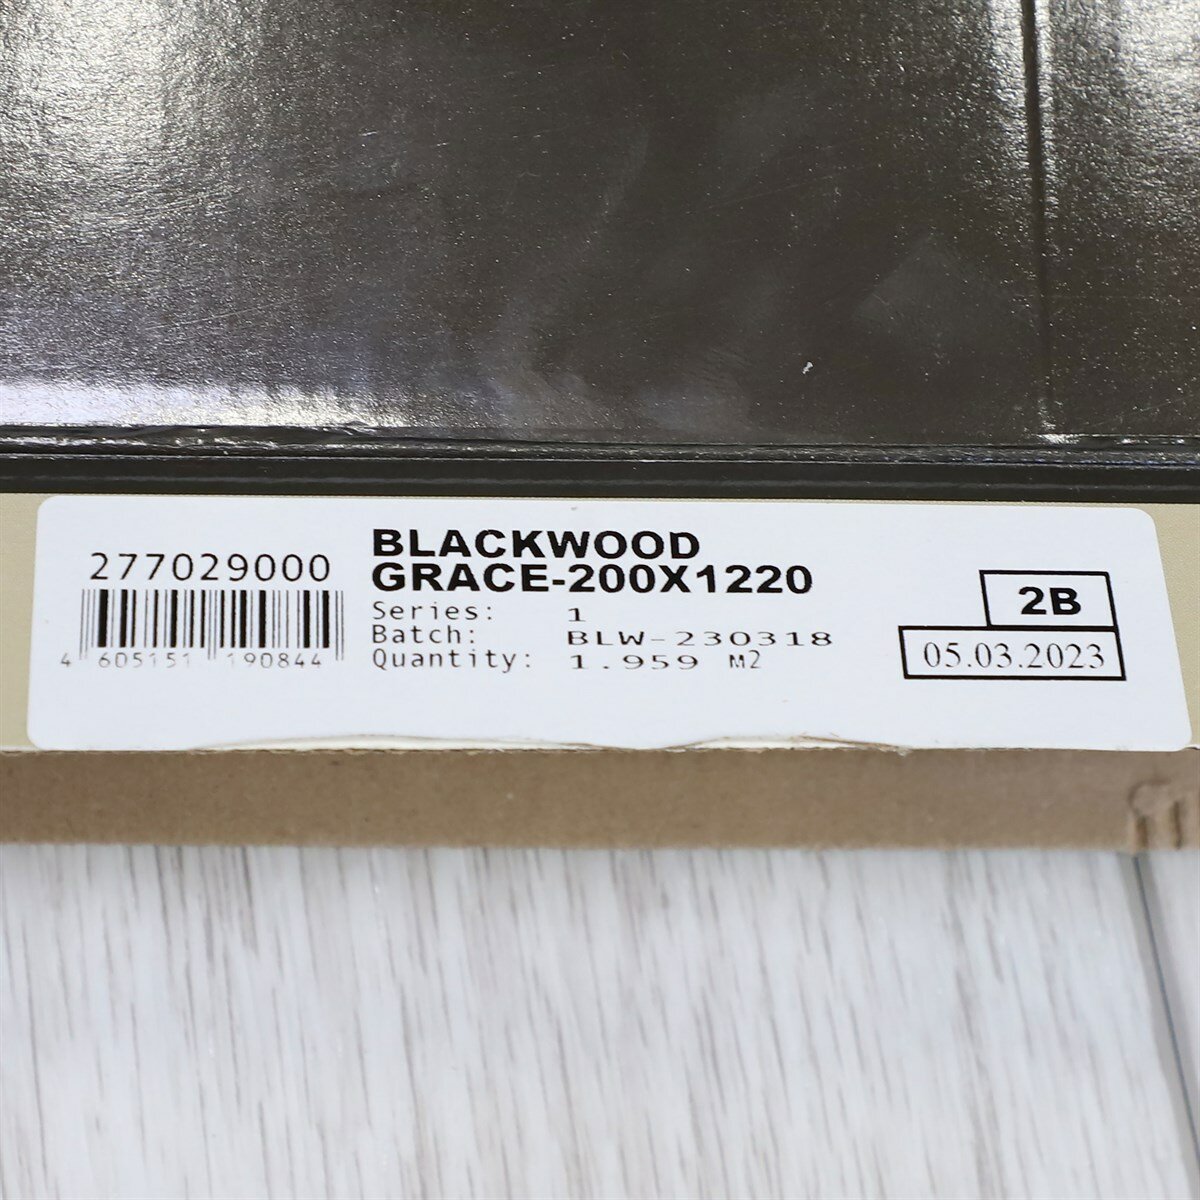 277029000
4 605151 190844
BLACKWOOD
GRACE-200X1220
Series: 1
Batch: BLW-230318
Quantity: 1.959 M2
2B
05.03.2023